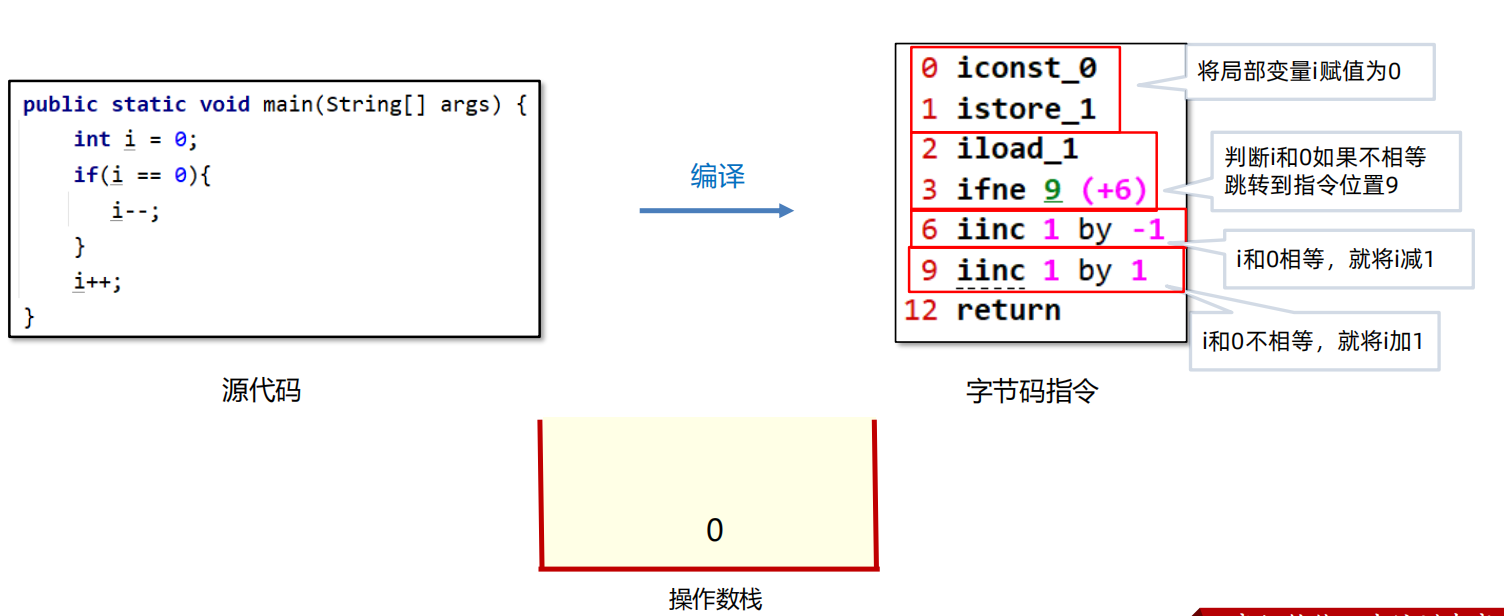 public static void main(String[] args) {
int i = 0;
if(i == 0){
i--;
}
i++;
}
源代码
编译
0 iconst_0
1 istore_1
2 iload_1
3 ifne 9 (+6)
6 iinc 1 by -1
9 iinc 1 by 1
12 return
字节码指令
将局部变量i赋值为0
判断i和0如果不相等
跳转到指令位置9
i和0相等，就将i减1
i和0不相等，就将i加1
0
操作数栈